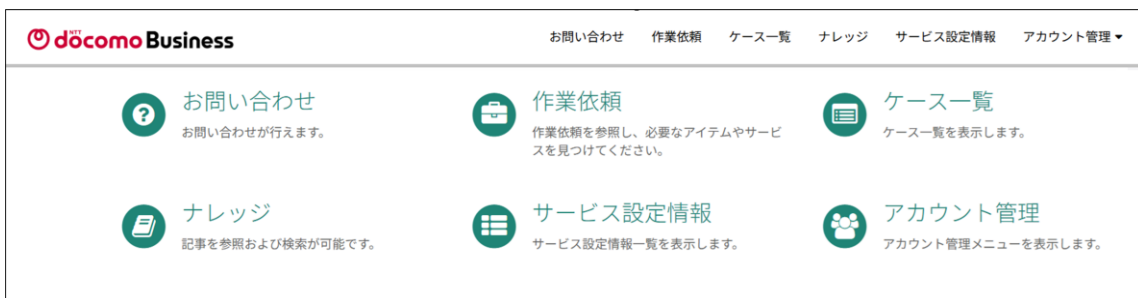 NTT
döcomo Business
お問い合わせ 作業依頼 ケース一覧 ナレッジ サービス設定情報 アカウント管理
お問い合わせ
お問い合わせが行えます。
作業依頼
作業依頼を参照し、必要なアイテムやサービ
スを見つけてください。
ケース一覧
ケース一覧を表示します。
ナレッジ
記事を参照および検索が可能です。
サービス設定情報
サービス設定情報一覧を表示します。
アカウント管理
アカウント管理メニューを表示します。